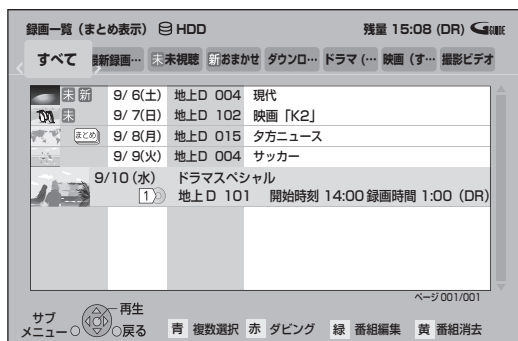 録画一覧（まとめ表示） HDD 残量 15:08 (DR) GGUIDE
すべて 最新録画… 未未視聴 新おまかせ ダウンロ… ドラマ (… 映画 (す… 撮影ビデオ
未 新 9/ 6(土) 地上D 004 現代
未 9/ 7(日) 地上D 102 映画「K2」
まとめ 9/ 8(月) 地上D 015 夕方ニュース
9/ 9(火) 地上D 004 サッカー
9/10 (水) ドラマスペシャル
1 地上D 101 開始時刻 14:00 録画時間 1:00 (DR)
ページ 001/001
サブメニュー 再生 戻る 青 複数選択 赤 ダビング 緑 番組編集 黄 番組消去